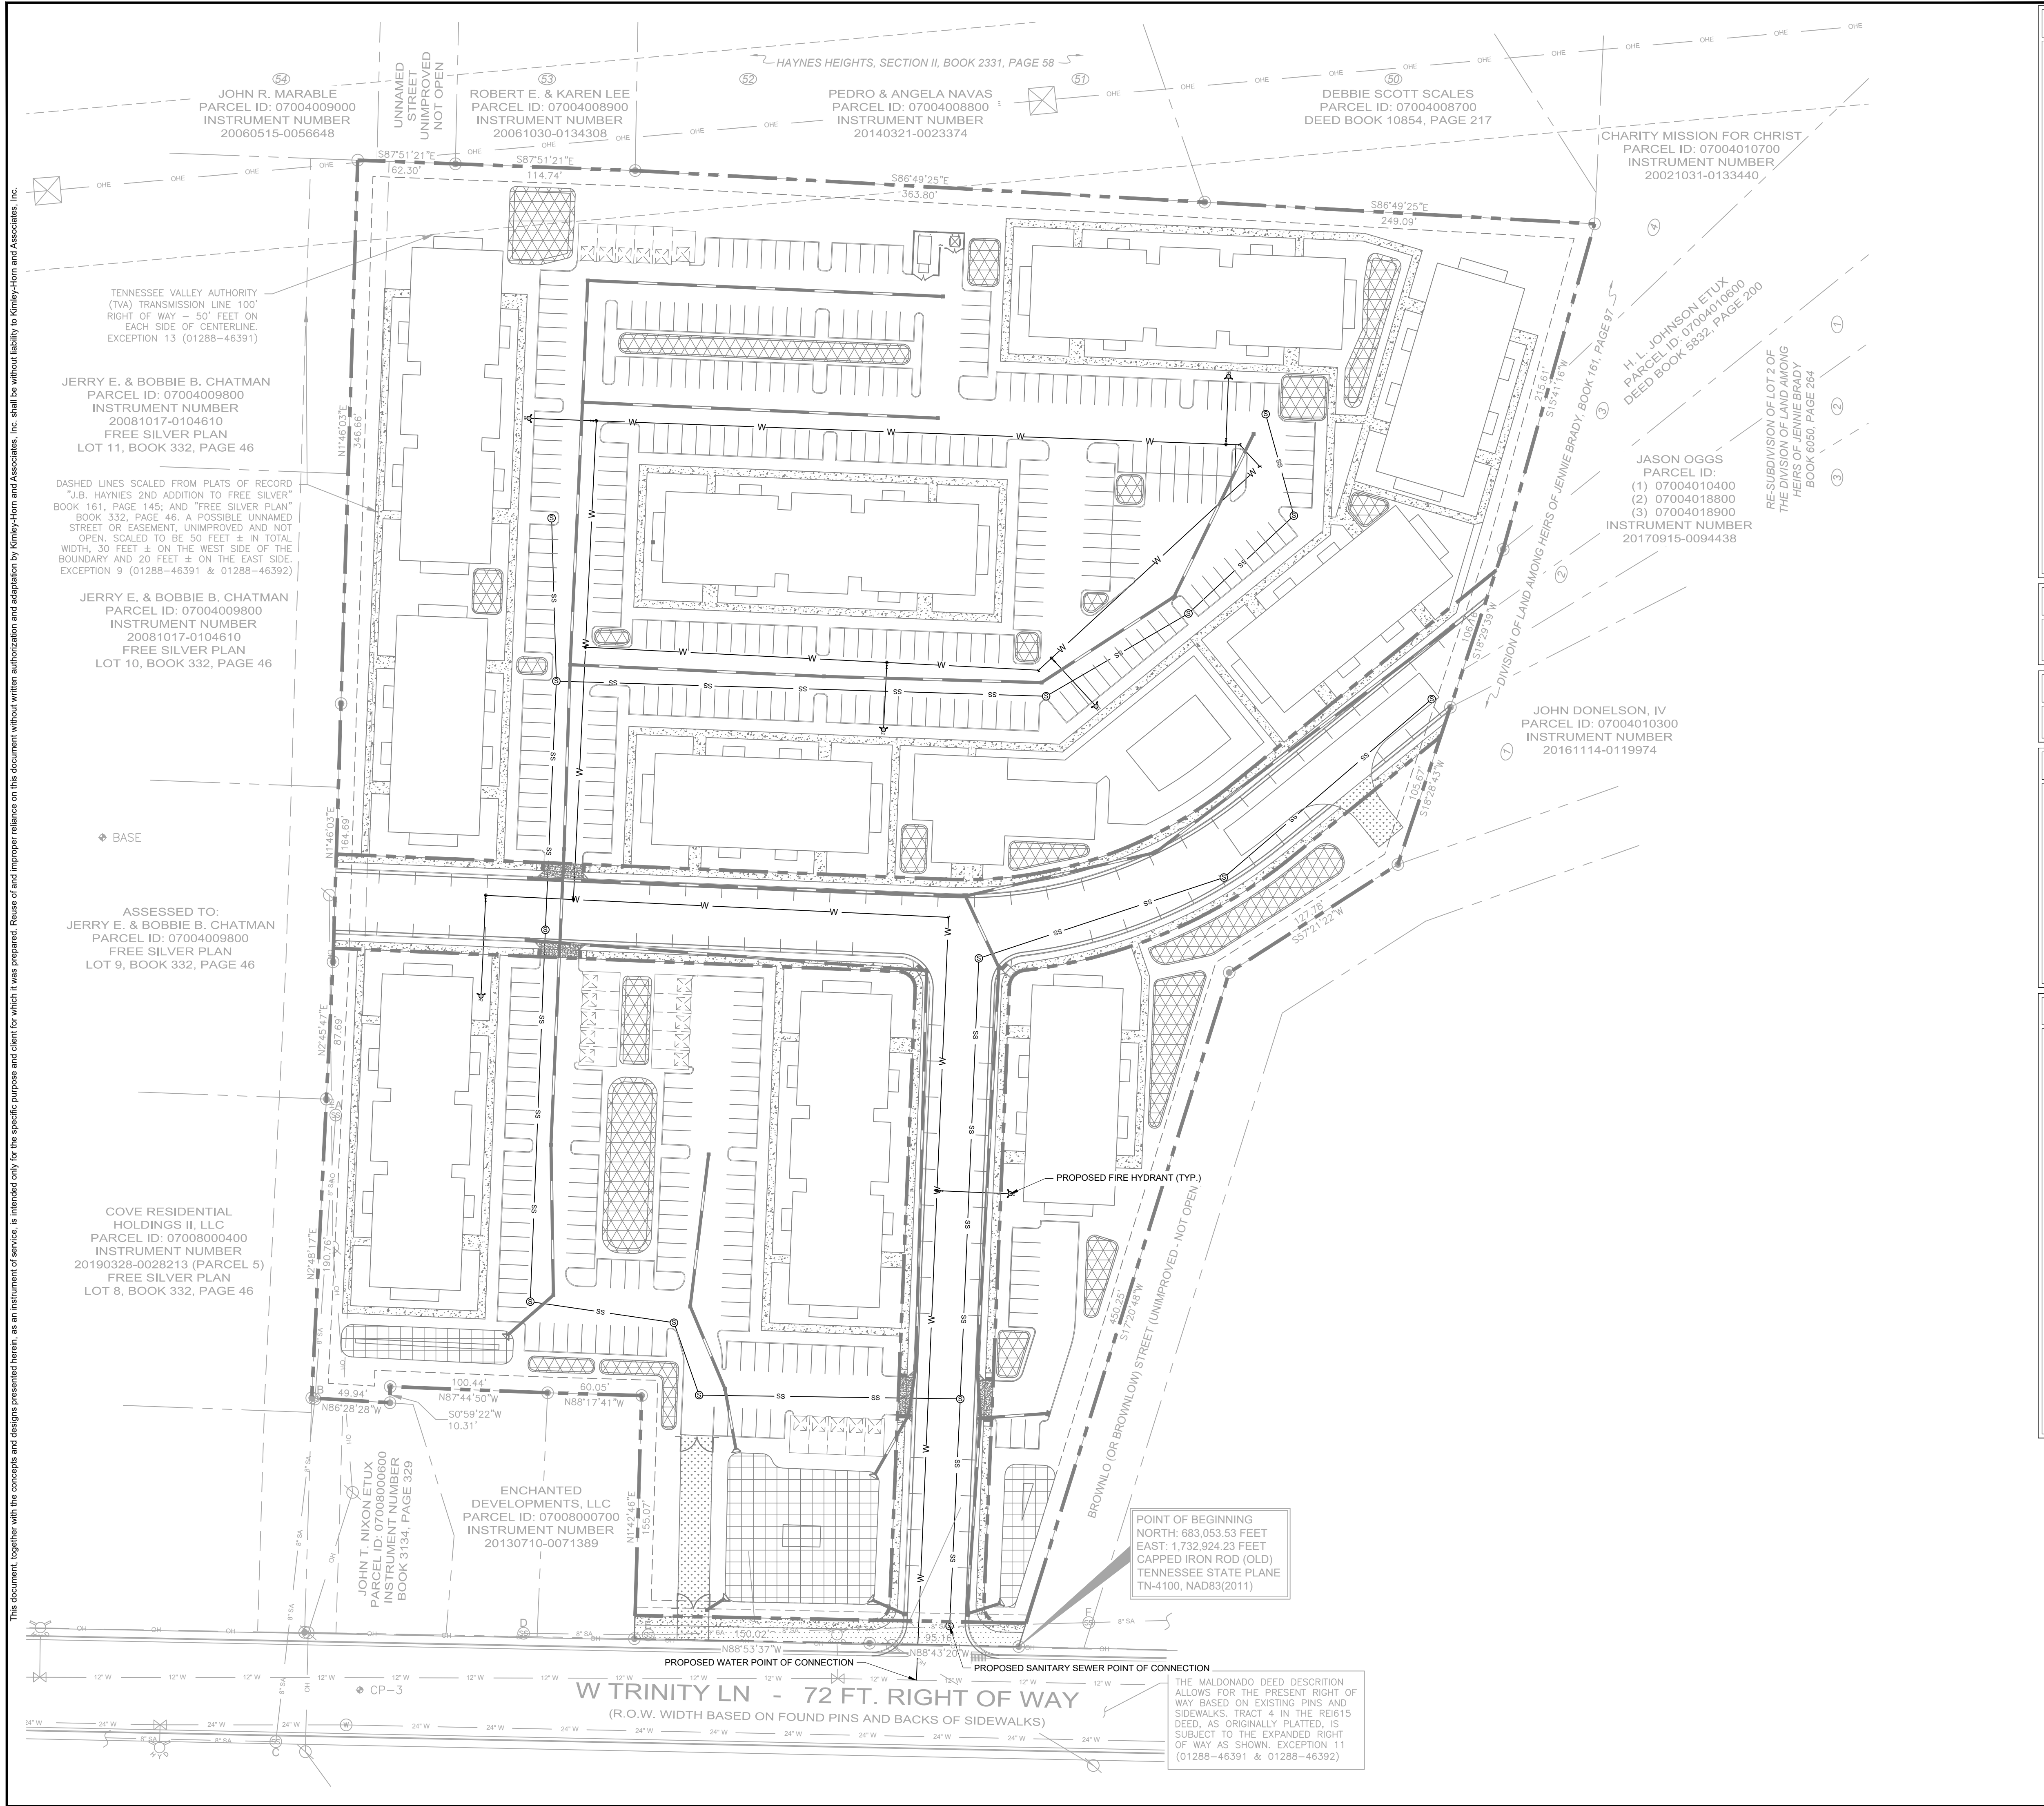 This document, together with the concepts and designs presented herein, as an instrument of service, is intended only for the specific purpose and client for which it was prepared. Reuse of and improper reliance on this document without written authorization and adaptation by Kimley-Horn and Associates, Inc. shall be without liability to Kimley-Horn and Associates, Inc.
HAYNES HEIGHTS, SECTION II, BOOK 2331, PAGE 58
54
JOHN R. MARABLE
PARCEL ID: 07004009000
INSTRUMENT NUMBER
20060515-0056648
UNNAMED
STREET
UNIMPROVED
NOT OPEN
53
ROBERT E. & KAREN LEE
PARCEL ID: 07004008900
INSTRUMENT NUMBER
20061030-0134308
52
51
PEDRO & ANGELA NAVAS
PARCEL ID: 07004008800
INSTRUMENT NUMBER
20140321-0023374
50
DEBBIE SCOTT SCALES
PARCEL ID: 07004008700
DEED BOOK 10854, PAGE 217
CHARITY MISSION FOR CHRIST
PARCEL ID: 07004010700
INSTRUMENT NUMBER
20021031-0133440
S87°51'21"E
62.30'
S87°51'21"E
114.74'
S86°49'25"E
363.80'
S86°49'25"E
249.09'
TENNESSEE VALLEY AUTHORITY
(TVA) TRANSMISSION LINE 100'
RIGHT OF WAY – 50' FEET ON
EACH SIDE OF CENTERLINE.
EXCEPTION 13 (01288-46391)
JERRY E. & BOBBIE B. CHATMAN
PARCEL ID: 07004009800
INSTRUMENT NUMBER
20081017-0104610
FREE SILVER PLAN
LOT 11, BOOK 332, PAGE 46
N1°46'03"E
346.66'
DASHED LINES SCALED FROM PLATS OF RECORD
"J.B. HAYNIES 2ND ADDITION TO FREE SILVER"
BOOK 161, PAGE 145; AND "FREE SILVER PLAN"
BOOK 332, PAGE 46. A POSSIBLE UNNAMED
STREET OR EASEMENT, UNIMPROVED AND NOT
OPEN. SCALED TO BE 50 FEET ± IN TOTAL
WIDTH, 30 FEET ± ON THE WEST SIDE OF THE
BOUNDARY AND 20 FEET ± ON THE EAST SIDE.
EXCEPTION 9 (01288-46391 & 01288-46392)
JERRY E. & BOBBIE B. CHATMAN
PARCEL ID: 07004009800
INSTRUMENT NUMBER
20081017-0104610
FREE SILVER PLAN
LOT 10, BOOK 332, PAGE 46
4
H. L. JOHNSON ETUX
PARCEL ID: 07004010600
DEED BOOK 5832, PAGE 200
215.61'
S15°41'16"W
DIVISION OF LAND AMONG HEIRS OF JENNIE BRADY, BOOK 161, PAGE 97
3
RE-SUBDIVISION OF LOT 2 OF
THE DIVISION OF LAND AMONG
HEIRS OF JENNIE BRADY
BOOK 6050, PAGE 264
1
2
3
JASON OGGS
PARCEL ID:
(1) 07004010400
(2) 07004018800
(3) 07004018900
INSTRUMENT NUMBER
20170915-0094438
2
S18°29'39"W
JOHN DONELSON, IV
PARCEL ID: 07004010300
INSTRUMENT NUMBER
20161114-0119974
1
105.67'
S18°28'43"W
BASE
N1°46'03"E
164.69'
127.78'
S57°21'22"W
ASSESSED TO:
JERRY E. & BOBBIE B. CHATMAN
PARCEL ID: 07004009800
FREE SILVER PLAN
LOT 9, BOOK 332, PAGE 46
N2°45'47"E
87.69'
A
PROPOSED FIRE HYDRANT (TYP.)
COVE RESIDENTIAL
HOLDINGS II, LLC
PARCEL ID: 07008000400
INSTRUMENT NUMBER
20190328-0028213 (PARCEL 5)
FREE SILVER PLAN
LOT 8, BOOK 332, PAGE 46
N2°48'17"E
190.76'
450.25'
S17°20'48"W
BROWNLO (OR BROWNLOW) STREET (UNIMPROVED - NOT OPEN
B
49.94'
N86°28'28"W
100.44'
N87°44'50"W
60.05'
N88°17'41"W
S0°59'22"W
10.31'
JOHN T. NIXON ETUX
PARCEL ID: 07008000600
INSTRUMENT NUMBER
BOOK 3134, PAGE 329
ENCHANTED
DEVELOPMENTS, LLC
PARCEL ID: 07008000700
INSTRUMENT NUMBER
20130710-0071389
N1°42'46"E
155.07'
POINT OF BEGINNING
NORTH: 683,053.53 FEET
EAST: 1,732,924.23 FEET
CAPPED IRON ROD (OLD)
TENNESSEE STATE PLANE
TN-4100, NAD83(2011)
D
E
F
150.02'
N88°53'37"W
95.16'
N88°43'20"W
PROPOSED WATER POINT OF CONNECTION
PROPOSED SANITARY SEWER POINT OF CONNECTION
CP-3
W TRINITY LN - 72 FT. RIGHT OF WAY
(R.O.W. WIDTH BASED ON FOUND PINS AND BACKS OF SIDEWALKS)
THE MALDONADO DEED DESCRITION
ALLOWS FOR THE PRESENT RIGHT OF
WAY BASED ON EXISTING PINS AND
SIDEWALKS. TRACT 4 IN THE REI615
DEED, AS ORIGINALLY PLATTED, IS
SUBJECT TO THE EXPANDED RIGHT
OF WAY AS SHOWN. EXCEPTION 11
(01288-46391 & 01288-46392)
C